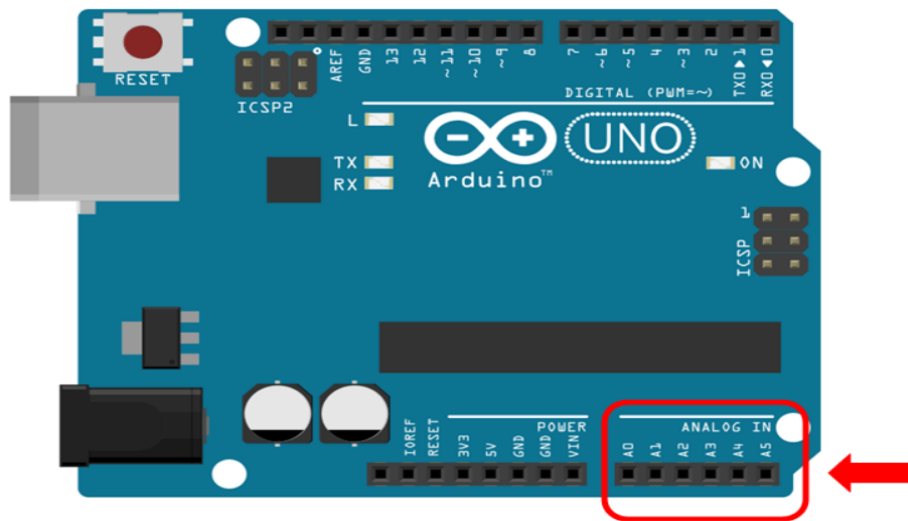 RESET
ICSP2
AREF
GND
13
12
~11
~10
~9
8
7
~6
~5
4
~3
2
TX0▶1
RX0◀0
DIGITAL (PWM=~)
L
TX
RX
UNO
Arduino™
ON
1
ICSP
POWER
ANALOG IN
IOREF
RESET
3V3
5V
GND
GND
VIN
A0
A1
A2
A3
A4
A5